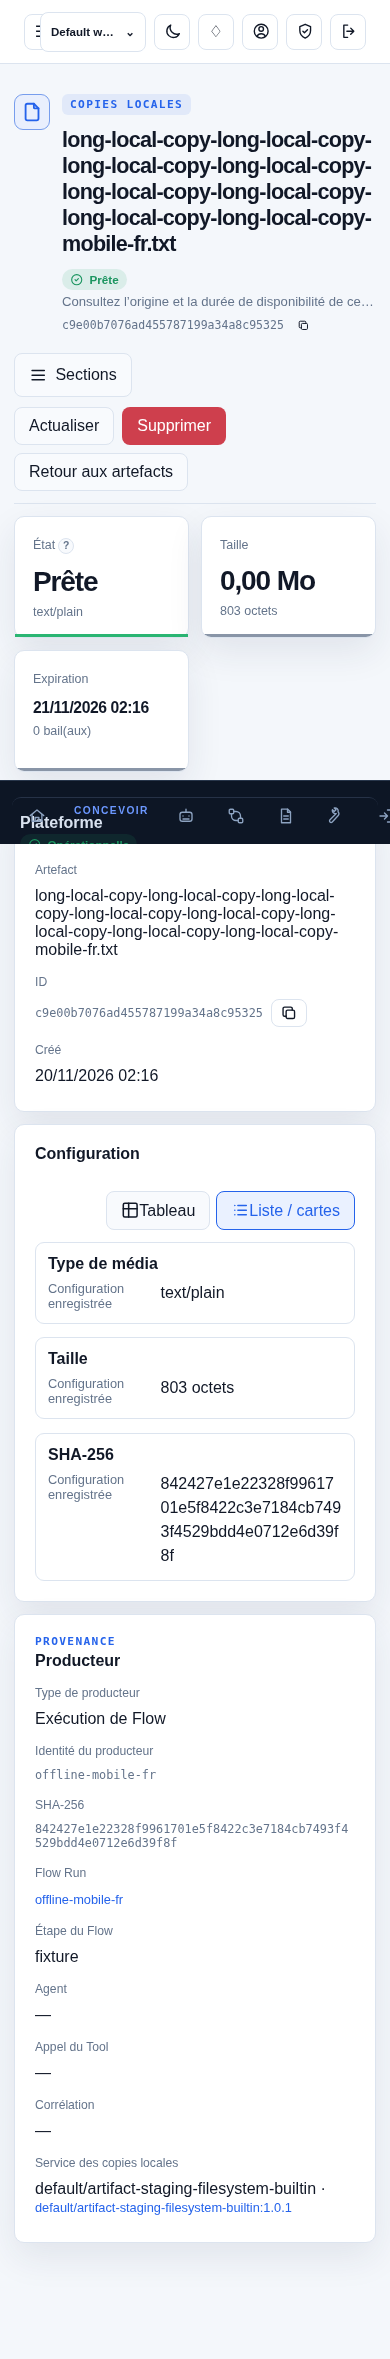 Default w…
COPIES LOCALES
long-local-copy-long-local-copy-
long-local-copy-long-local-copy-
long-local-copy-long-local-copy-
long-local-copy-long-local-copy-
mobile-fr.txt
Prête
Consultez l’origine et la durée de disponibilité de ce…
c9e00b7076ad455787199a34a8c95325
Sections
Actualiser
Supprimer
Retour aux artefacts
État ?
Prête
text/plain
Taille
0,00 Mo
803 octets
Expiration
21/11/2026 02:16
0 bail(aux)
CONCEVOIR
Plateforme
Opérationnelle
Artefact
long-local-copy-long-local-copy-long-local-
copy-long-local-copy-long-local-copy-long-
local-copy-long-local-copy-long-local-copy-
mobile-fr.txt
ID
c9e00b7076ad455787199a34a8c95325
Créé
20/11/2026 02:16
Configuration
Tableau
Liste / cartes
Type de média
Configuration
enregistrée
text/plain
Taille
Configuration
enregistrée
803 octets
SHA-256
Configuration
enregistrée
842427e1e22328f99617
01e5f8422c3e7184cb749
3f4529bdd4e0712e6d39f
8f
PROVENANCE
Producteur
Type de producteur
Exécution de Flow
Identité du producteur
offline-mobile-fr
SHA-256
842427e1e22328f9961701e5f8422c3e7184cb7493f4
529bdd4e0712e6d39f8f
Flow Run
offline-mobile-fr
Étape du Flow
fixture
Agent
—
Appel du Tool
—
Corrélation
—
Service des copies locales
default/artifact-staging-filesystem-builtin ·
default/artifact-staging-filesystem-builtin:1.0.1